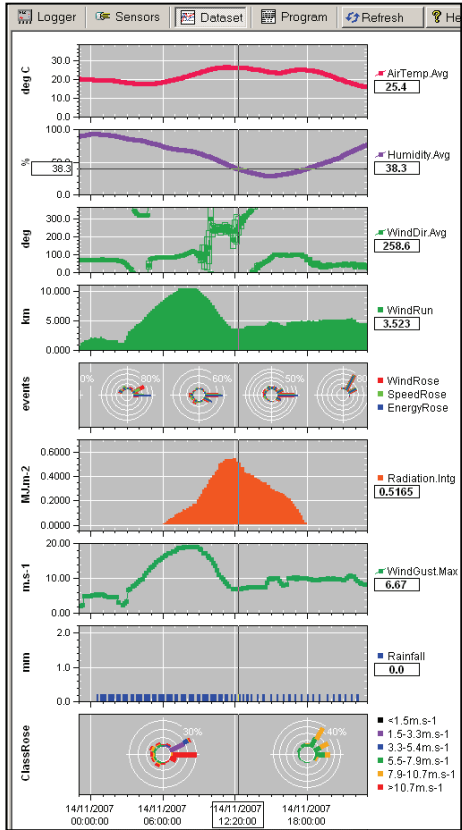 Logger Sensors Dataset Program Refresh ? He
deg C
30.0
20.0
10.0
0.0
AirTemp.Avg
25.4
%
100.0
38.3
0.0
Humidity.Avg
38.3
deg
300.0
200.0
100.0
0.0
WindDir.Avg
258.6
km
10.000
5.000
0.000
WindRun
3.523
events
0% 80% 60% 50% 60%
WindRose
SpeedRose
EnergyRose
MJ.m-2
0.6000
0.4000
0.2000
0.0000
Radiation.Intg
0.5165
m.s-1
20.00
10.00
0.00
WindGust.Max
6.67
mm
2.0
1.0
0.0
Rainfall
0.0
ClassRose
30% 40%
<1.5m.s-1
1.5-3.3m.s-1
3.3-5.4m.s-1
5.5-7.9m.s-1
7.9-10.7m.s-1
>10.7m.s-1
14/11/2007 14/11/2007 14/11/2007 14/11/2007
00:00:00 06:00:00 12:20:00 18:00:00